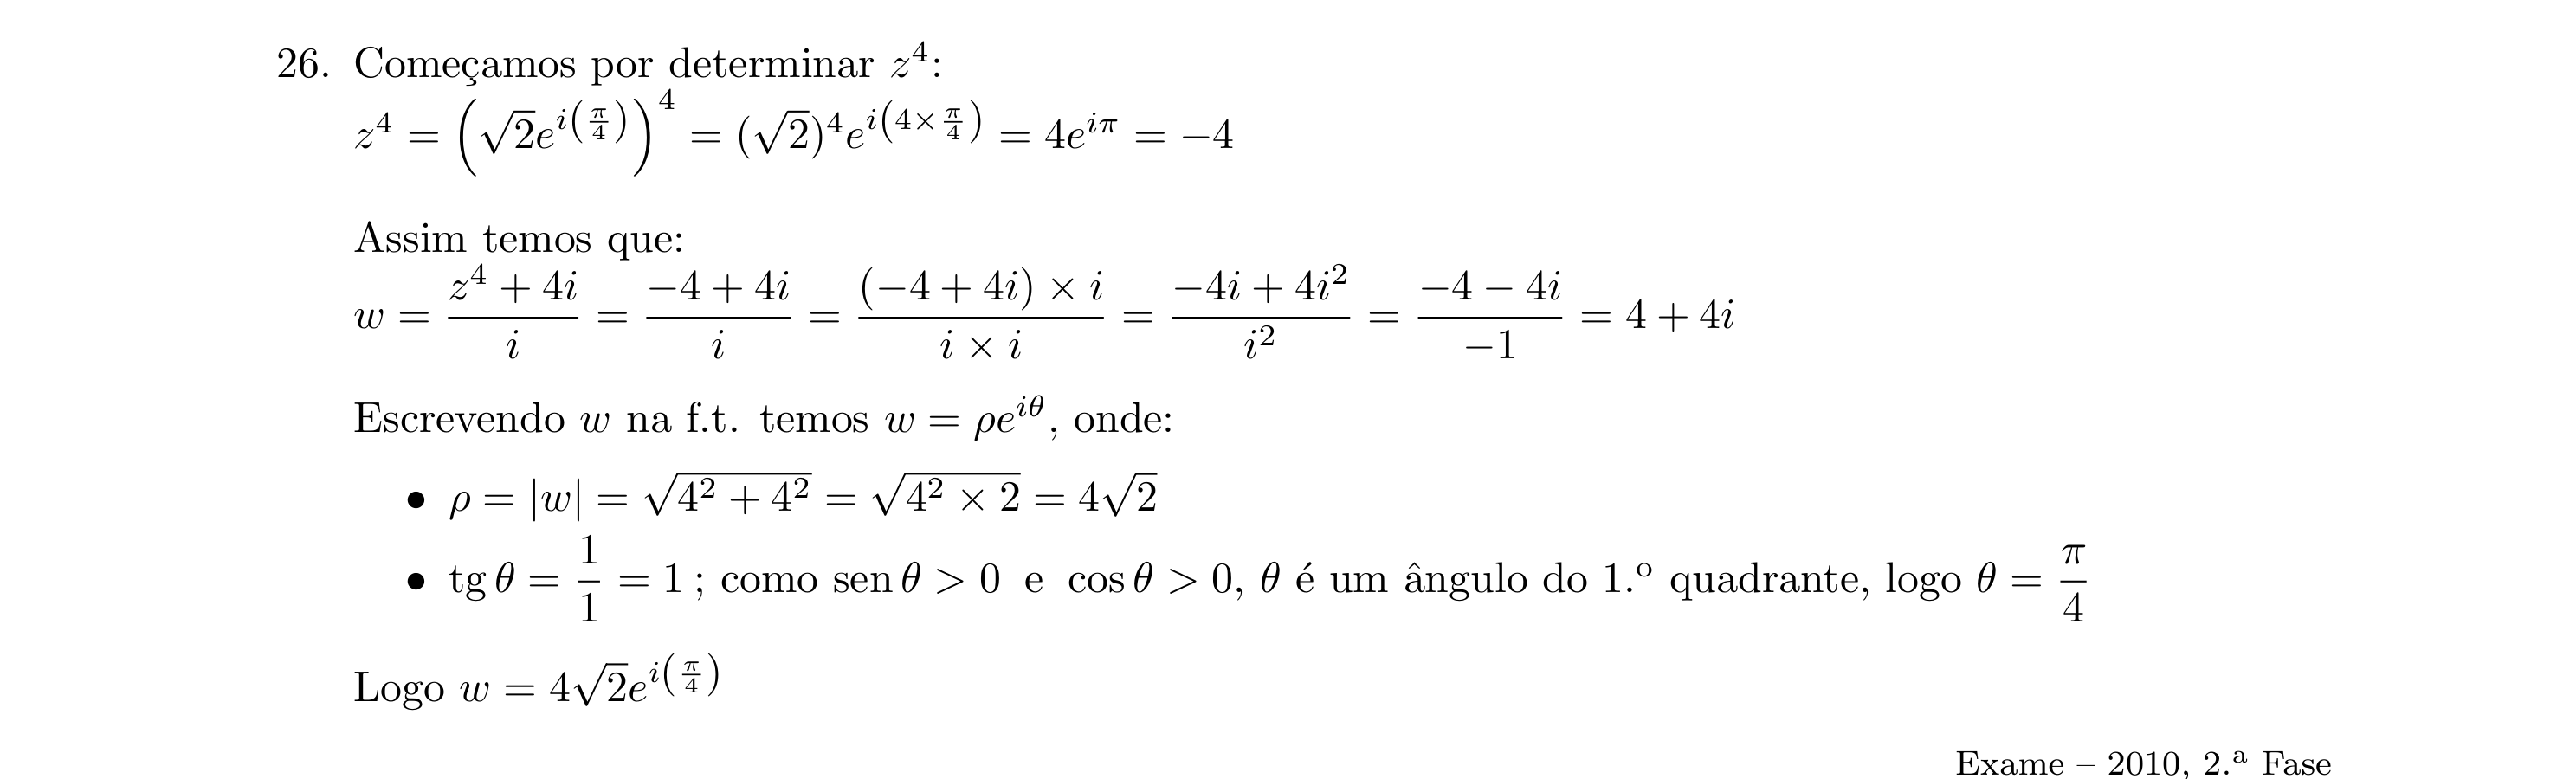 26. Começamos por determinar z⁴:
z⁴ = (√2e^{i(π/4)})⁴ = (√2)⁴e^{i(4×π/4)} = 4e^{iπ} = −4
Assim temos que:
w = (z⁴ + 4i)/i = (−4 + 4i)/i = ((−4 + 4i) × i)/(i × i) = (−4i + 4i²)/i² = (−4 − 4i)/−1 = 4 + 4i
Escrevendo w na f.t. temos w = ρe^{iθ}, onde:
• ρ = |w| = √(4² + 4²) = √(4² × 2) = 4√2
• tg θ = 1/1 = 1 ; como sen θ > 0 e cos θ > 0, θ é um ângulo do 1.º quadrante, logo θ = π/4
Logo w = 4√2e^{i(π/4)}
Exame – 2010, 2.ª Fase